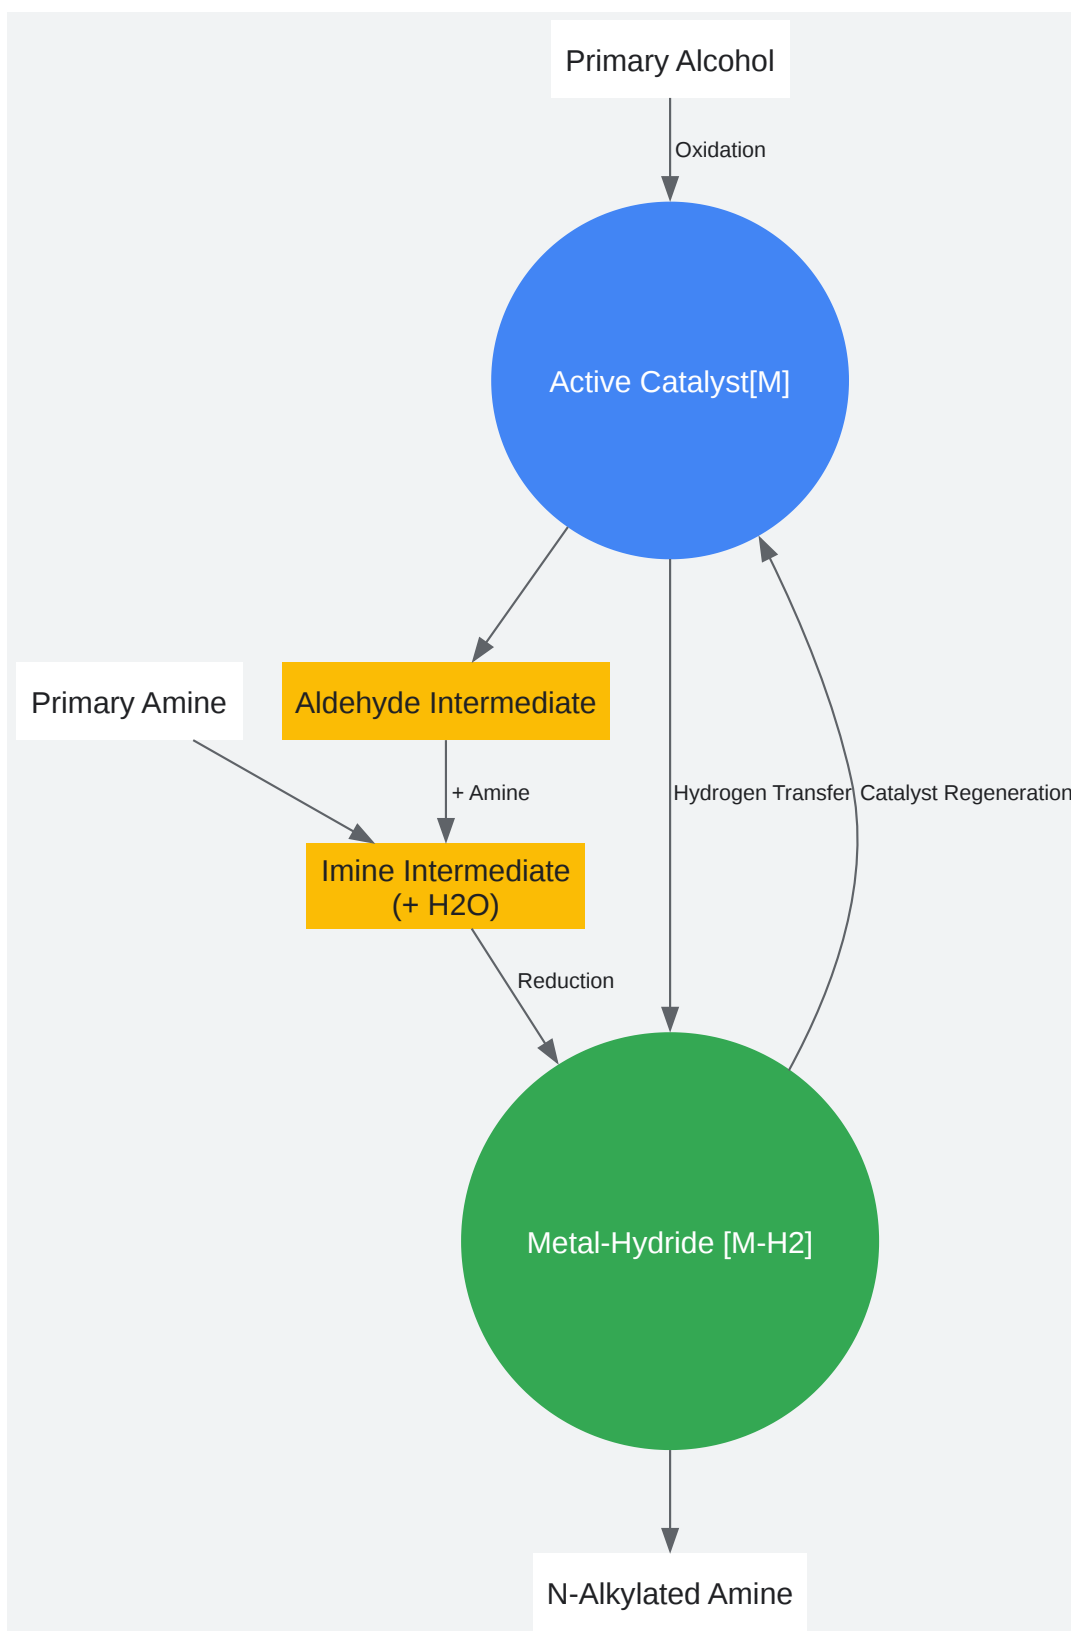 Primary Alcohol
Oxidation
Active Catalyst[M]
Primary Amine
Aldehyde Intermediate
+ Amine
Hydrogen Transfer
Catalyst Regeneration
Imine Intermediate
(+ H2O)
Reduction
Metal-Hydride [M-H2]
N-Alkylated Amine